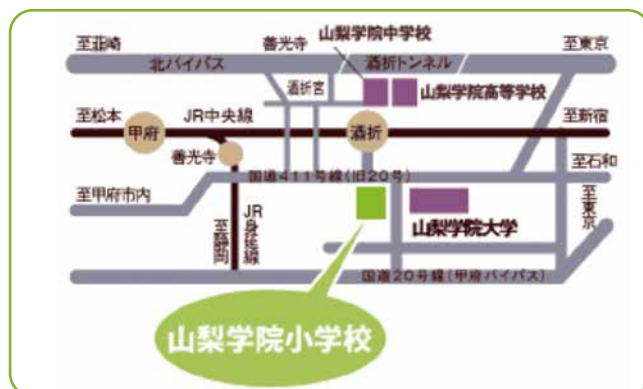 山梨学院中学校
至韮崎
善光寺
至東京
北バイパス
酒折トンネル
酒折宮
山梨学院高等学校
至松本
JR中央線
至新宿
甲府
酒折
善光寺
至石和
国道411号線(旧20号)
至甲府市内
至東京
JR身延線
至静岡
山梨学院大学
国道20号線(甲府バイパス)
山梨学院小学校